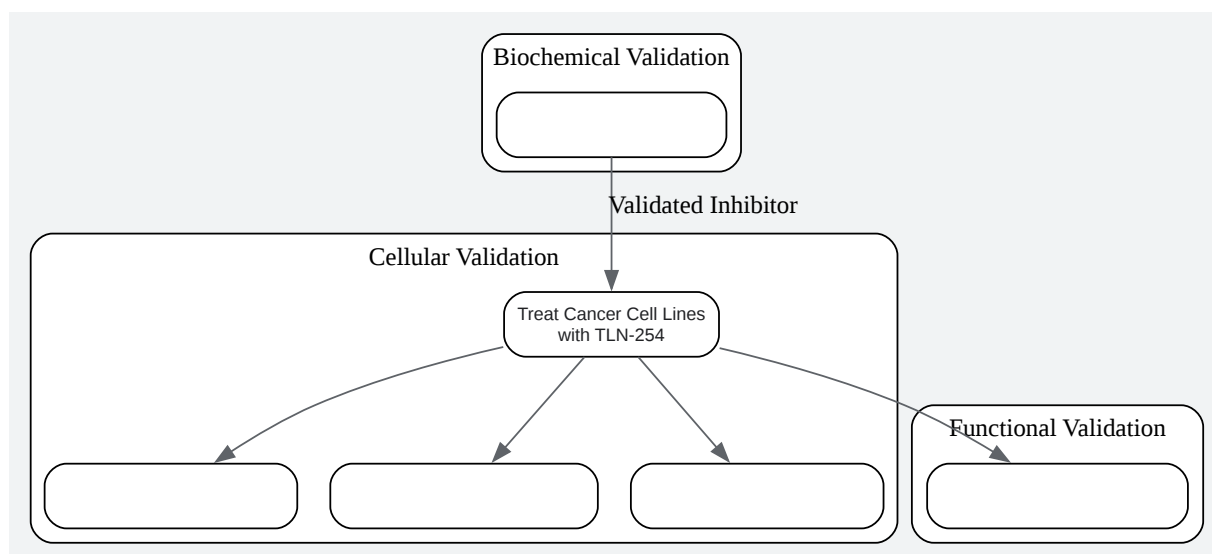 Biochemical Validation
Validated Inhibitor
Cellular Validation
Treat Cancer Cell Lines
with TLN-254
Functional Validation